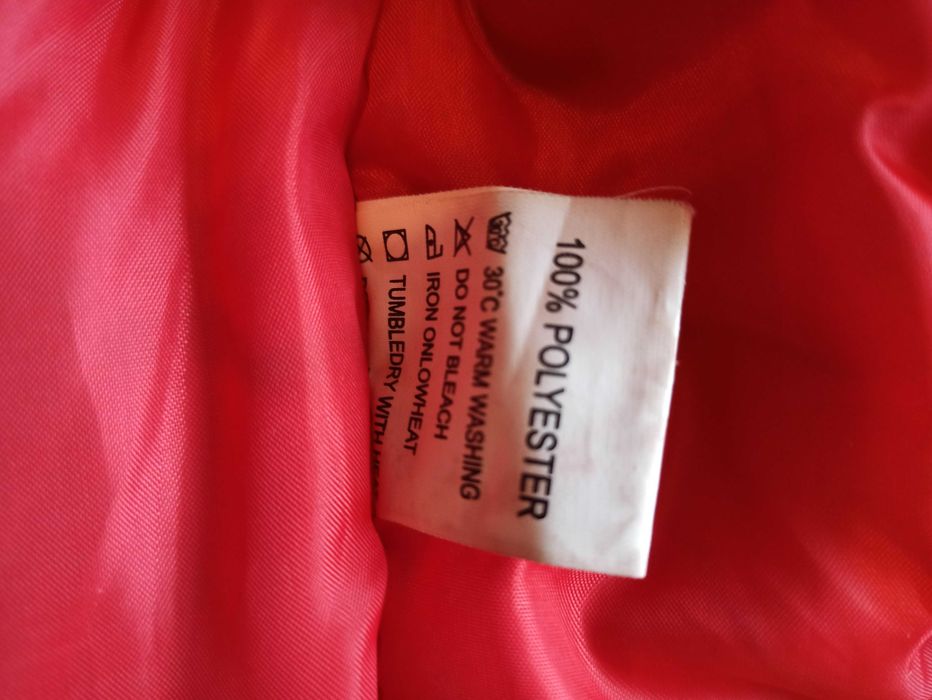 100% POLYESTER
30°C WARM WASHING
DO NOT BLEACH
IRON ONLOWHEAT
TUMBLEDRY WITH